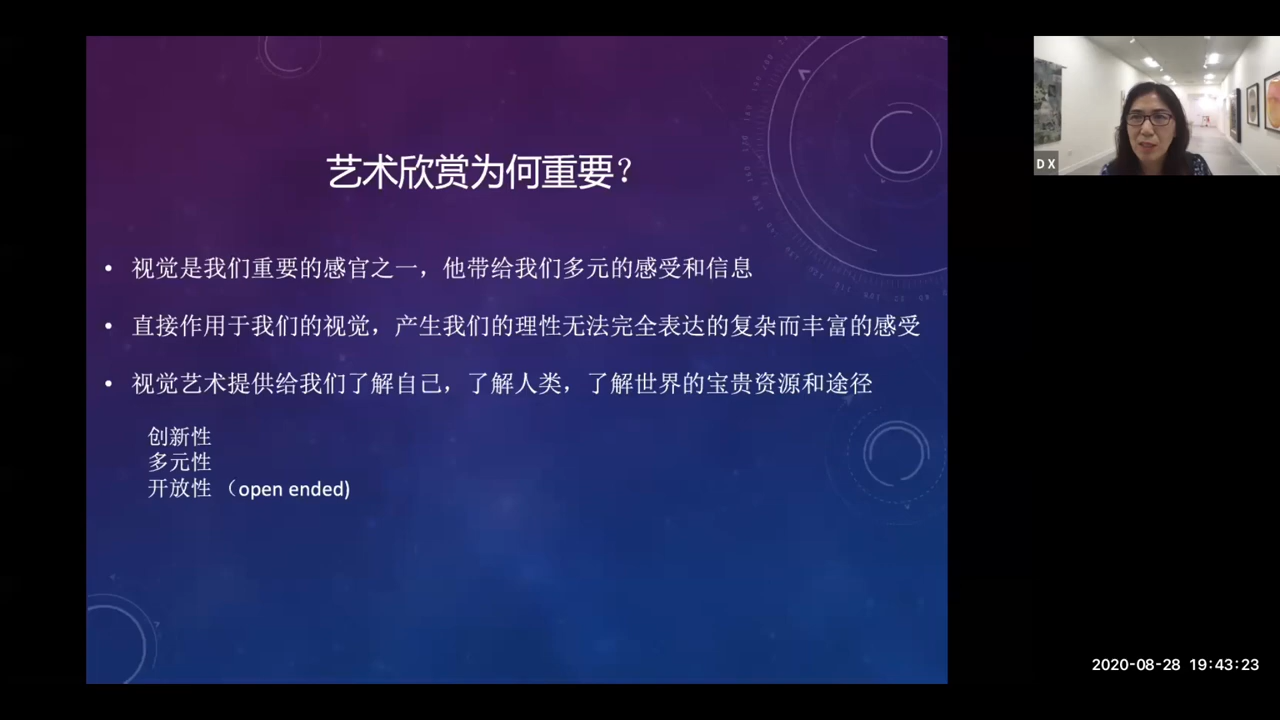 艺术欣赏为何重要?
• 视觉是我们重要的感官之一，他带给我们多元的感受和信息
• 直接作用于我们的视觉，产生我们的理性无法完全表达的复杂而丰富的感受
• 视觉艺术提供给我们了解自己，了解人类，了解世界的宝贵资源和途径
创新性
多元性
开放性 （open ended)
D X
2020-08-28 19:43:23